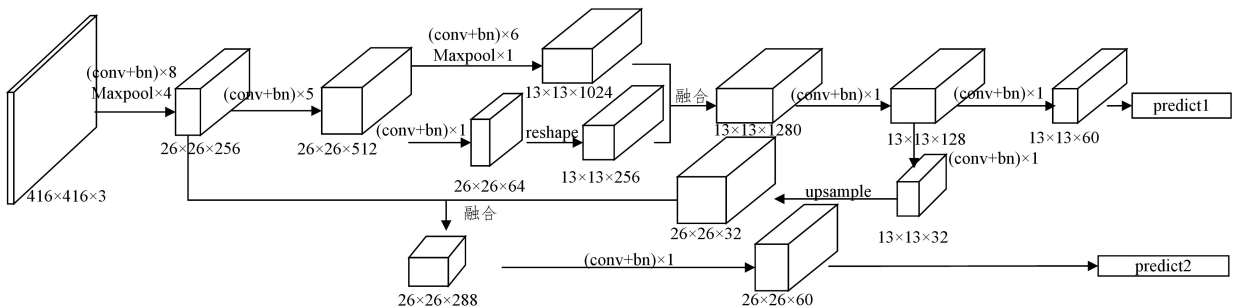 (conv+bn)×6
Maxpool×1
(conv+bn)×8
Maxpool×4
(conv+bn)×5
13×13×1024
融合
(conv+bn)×1
(conv+bn)×1
predict1
(conv+bn)×1
reshape
13×13×1280
13×13×128
13×13×60
26×26×256
26×26×512
(conv+bn)×1
26×26×64
13×13×256
416×416×3
upsample
融合
26×26×32
13×13×32
(conv+bn)×1
predict2
26×26×288
26×26×60